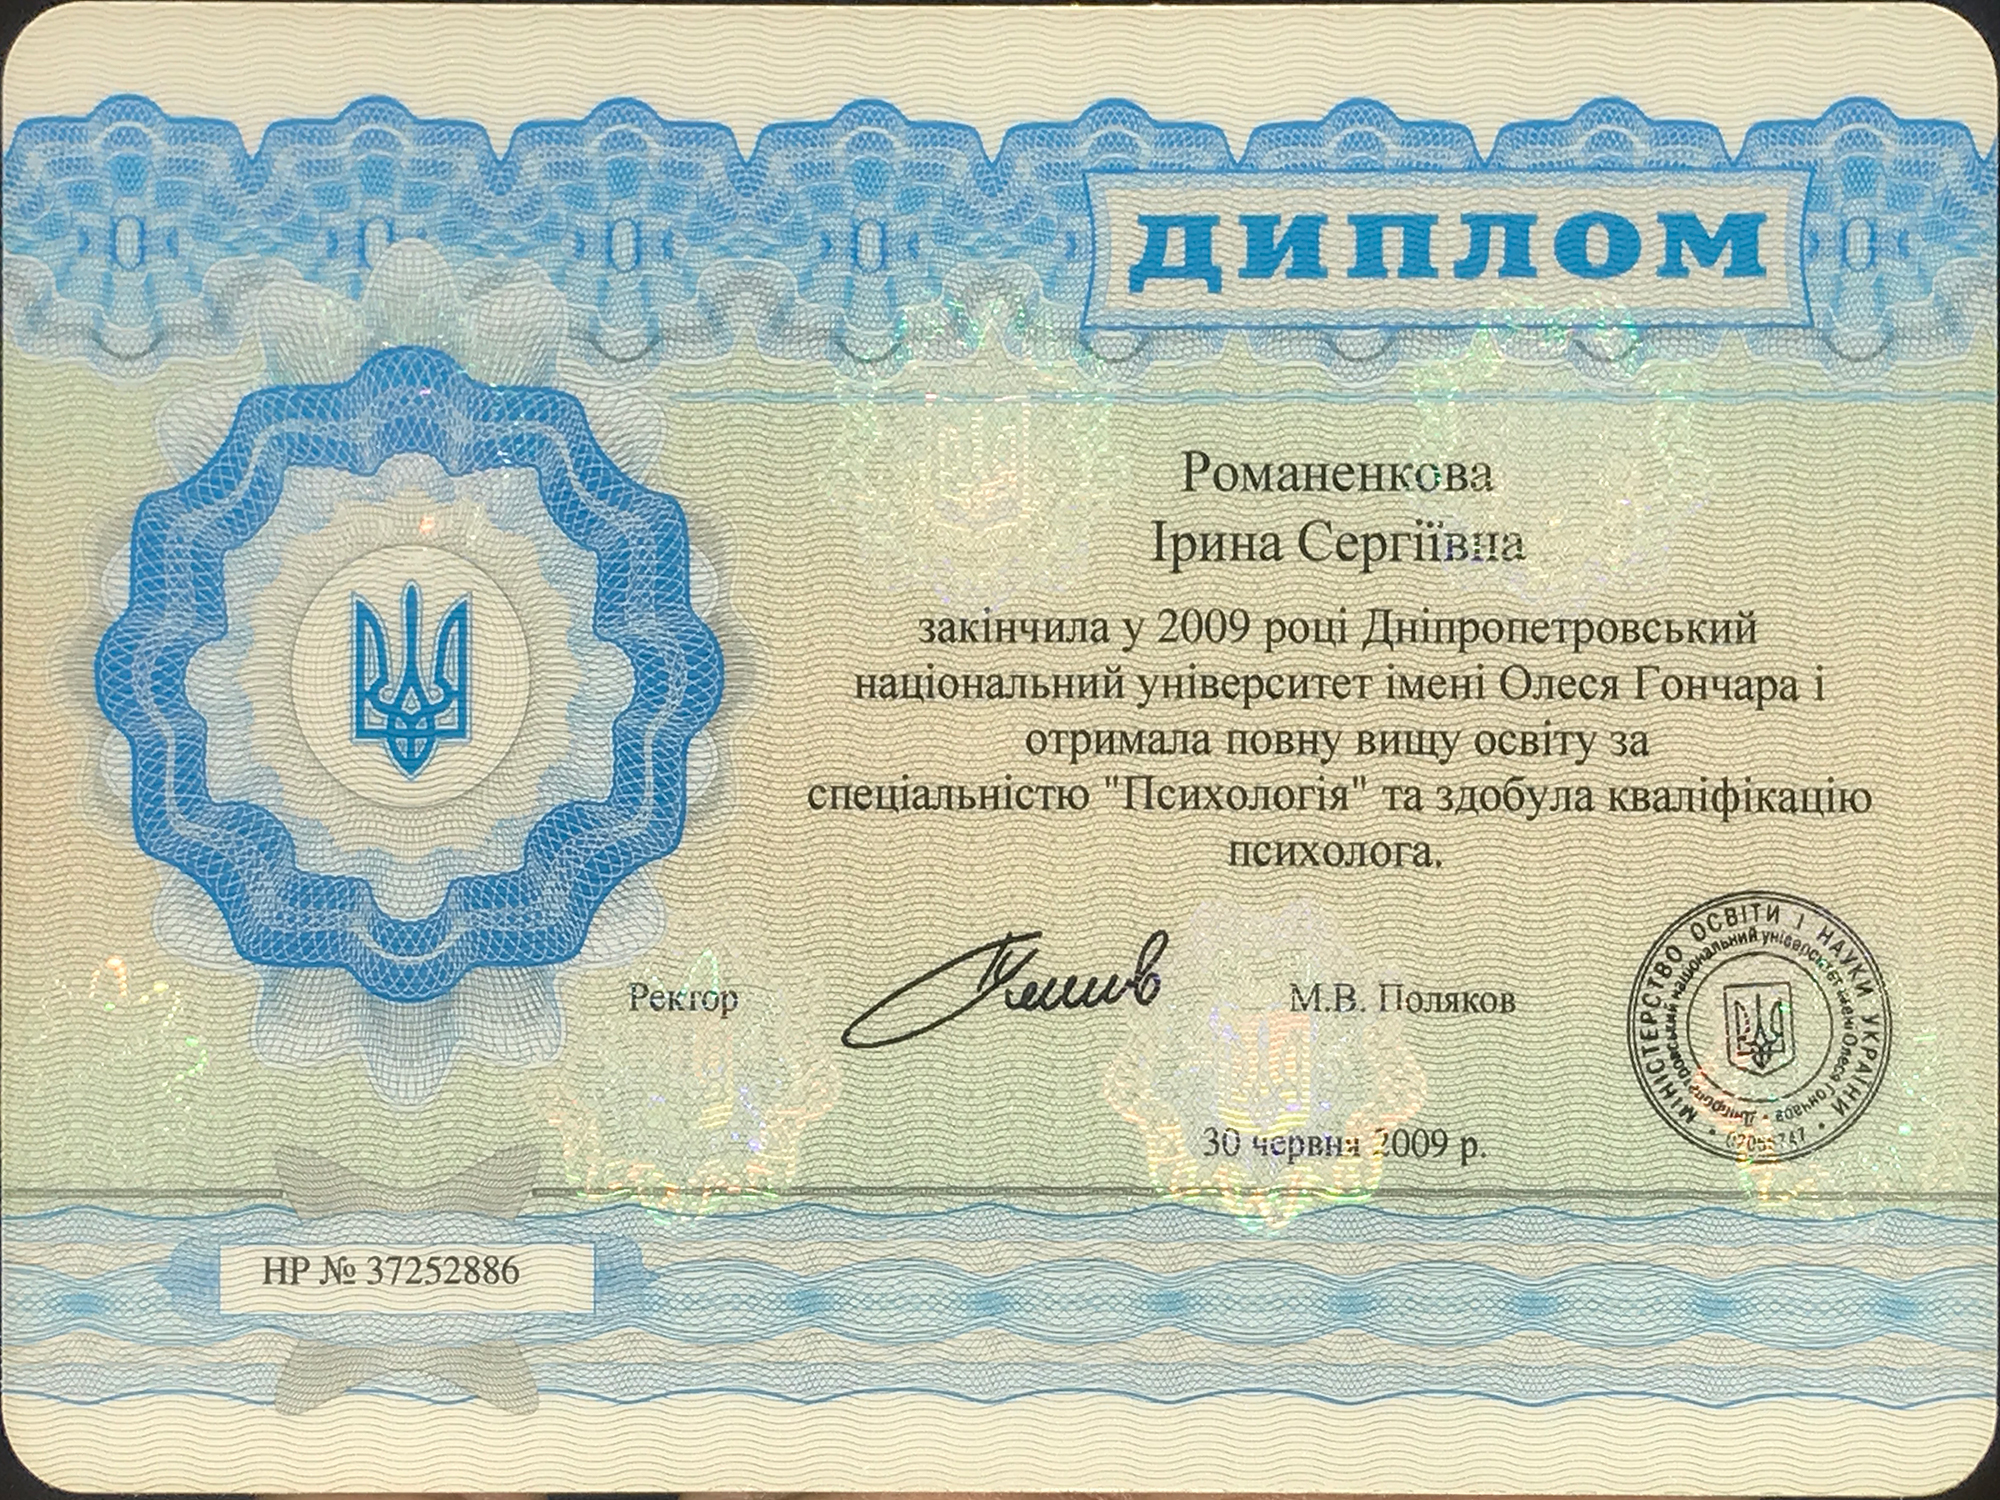 ДИПЛОМ
Романенкова
Ірина Сергіївна
закінчила у 2009 році Дніпропетровський
національний університет імені Олеся Гончара і
отримала повну вищу освіту за
спеціальністю "Психологія" та здобула кваліфікацію
психолога.
Ректор М.В. Поляков
МІНІСТЕРСТВО ОСВІТИ І НАУКИ УКРАЇНИ
Дніпропетровський національний університет імені Олеся Гончара
30 червня 2009 р.
НР № 37252886